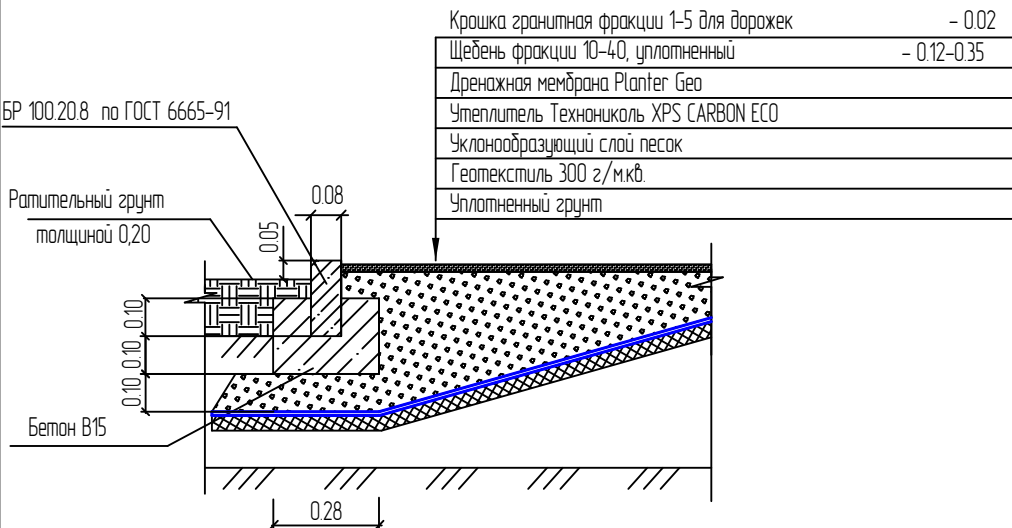 Крошка гранитная фракции 1-5 для дорожек - 0.02
Щебень фракции 10-40, уплотненный - 0.12-0.35
Дренажная мембрана Planter Geo
Утеплитель Технониколь XPS CARBON ECO
Уклонообразующий слой песок
Геотекстиль 300 г/м.кв.
Уплотненный грунт
БР 100.20.8 по ГОСТ 6665-91
Ратительный грунт
толщиной 0,20
0.08
0.05
0.10
0.10
0.10
Бетон В15
0.28